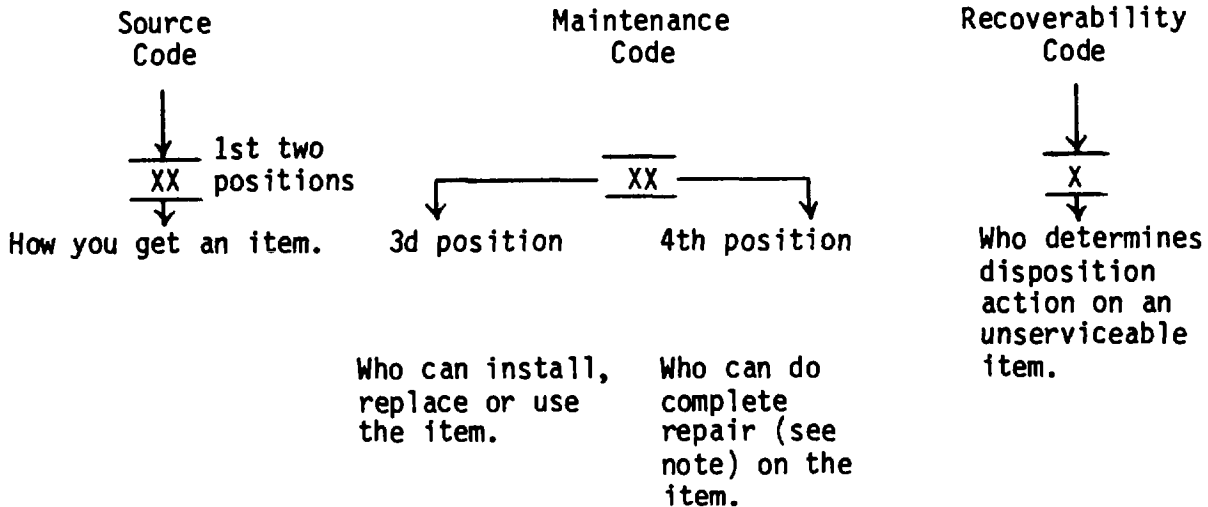 Source
Code
Maintenance
Code
Recoverability
Code
XX
1st two
positions
How you get an item.
XX
3d position
4th position
Who can install,
replace or use
the item.
Who can do
complete
repair (see
note) on the
item.
X
Who determines
disposition
action on an
unserviceable
item.